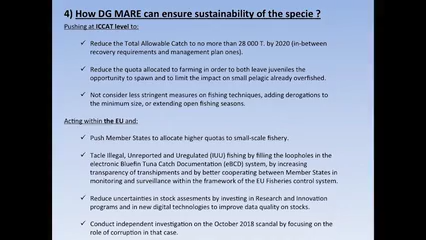 4) How DG MARE can ensure sustainability of the specie ?
Pushing at ICCAT level to:
✓ Reduce the Total Allowable Catch to no more than 28 000 T. by 2020 (in-between
recovery requirements and management plan ones).
✓ Reduce the quota allocated to farming in order to both leave juveniles the
opportunity to spawn and to limit the impact on small pelagic already overfished.
✓ Not consider less stringent measures on fishing techniques, adding derogations to
the minimum size, or extending open fishing seasons.
Acting within the EU and:
✓ Push Member States to allocate higher quotas to small-scale fishery.
✓ Tacle Illegal, Unreported and Uregulated (IUU) fishing by filling the loopholes in the
electronic Bluefin Tuna Catch Documentation (eBCD) system, by increasing
transparency of transhipments and by better cooperating between Member States in
monitoring and surveillance within the framework of the EU Fisheries control system.
✓ Reduce uncertainties in stock assesments by investing in Research and Innovation
programs and in new digital technologies to improve data quality on stocks.
✓ Conduct independent investigation on the October 2018 scandal by focusing on the
role of corruption in that case.